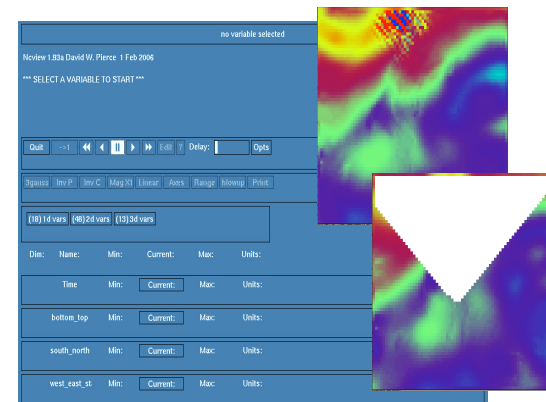 no variable selected
Ncview 1.93a David W. Pierce 1 Feb 2006
*** SELECT A VARIABLE TO START ***
Quit ->1 Edit ? Delay: Opts
3gauss Inv P Inv C Mag X1 Linear Axes Range blowup Print
(18) 1d vars (48) 2d vars (13) 3d vars
Dim: Name: Min: Current: Max: Units:
Time Min: Current: Max: Units:
bottom_top Min: Current: Max: Units:
south_north Min: Current: Max: Units:
west_east_st Min: Current: Max: Units: